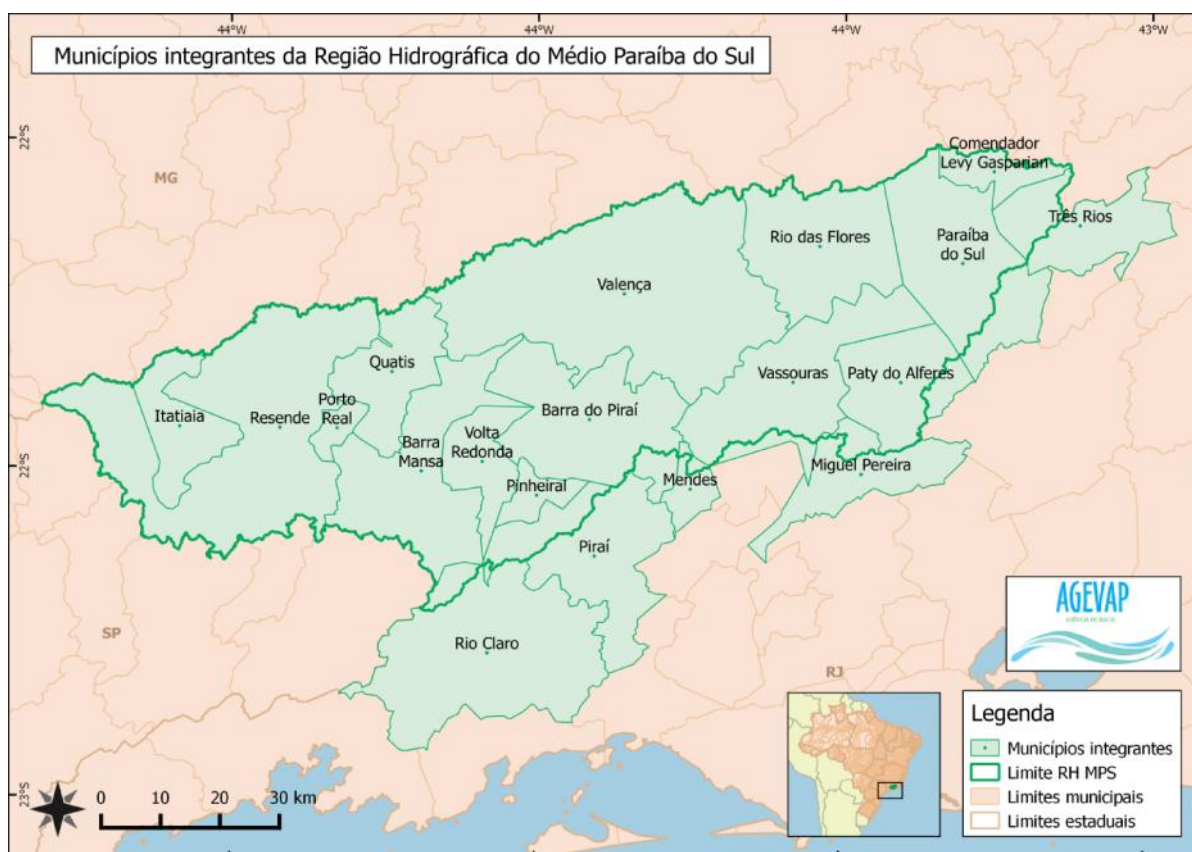 44°W
44°W
44°W
43°W
Municípios integrantes da Região Hidrográfica do Médio Paraíba do Sul
22°S
22°S
23°S
MG
SP
RJ
Comendador
Levy Gasparian
Três Rios
Paraíba
do Sul
Rio das Flores
Valença
Quatis
Vassouras
Paty do Alferes
Itatiaia
Resende
Porto
Real
Barra do Piraí
Volta
Redonda
Barra
Mansa
Pinheiral
Mendes
Miguel Pereira
Piraí
Rio Claro
AGEVAP
AGÊNCIA DE BACIA
Legenda
Municípios integrantes
Limite RH MPS
Limites municipais
Limites estaduais
0 10 20 30 km